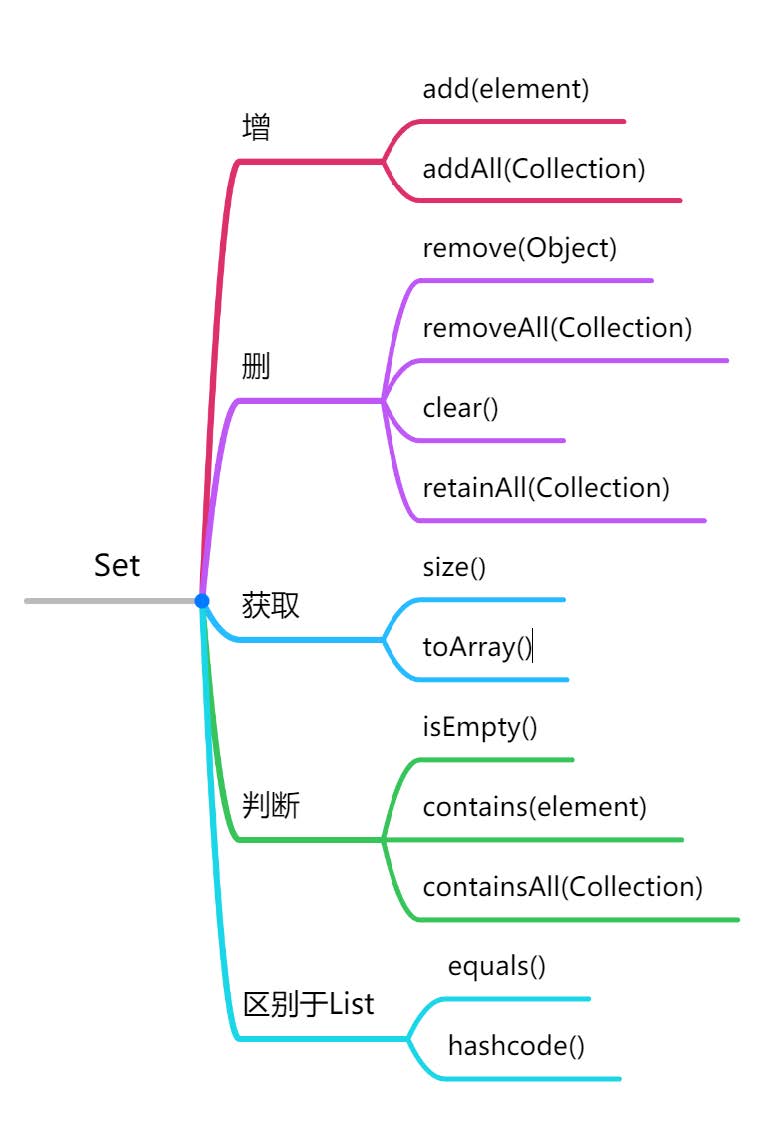 Set
增
add(element)
addAll(Collection)
删
remove(Object)
removeAll(Collection)
clear()
retainAll(Collection)
获取
size()
toArray()
判断
isEmpty()
contains(element)
containsAll(Collection)
区别于List
equals()
hashcode()